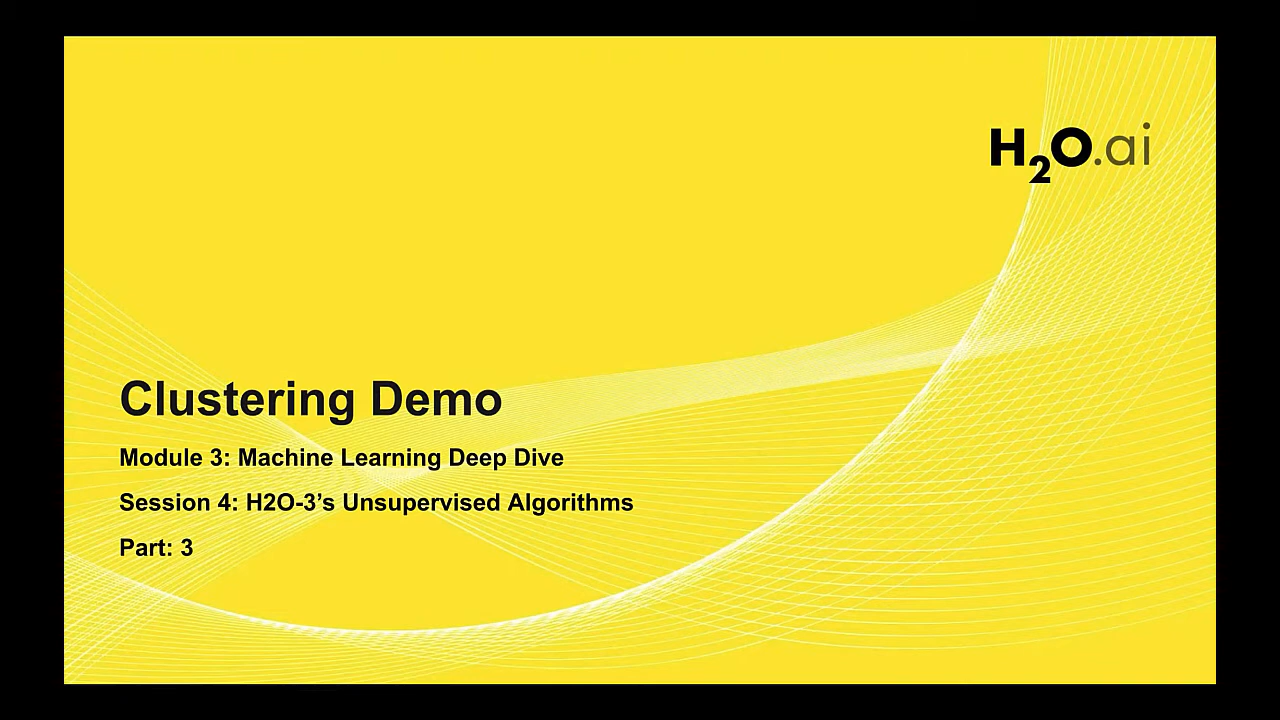 H2O.ai
Clustering Demo
Module 3: Machine Learning Deep Dive
Session 4: H2O-3’s Unsupervised Algorithms
Part: 3